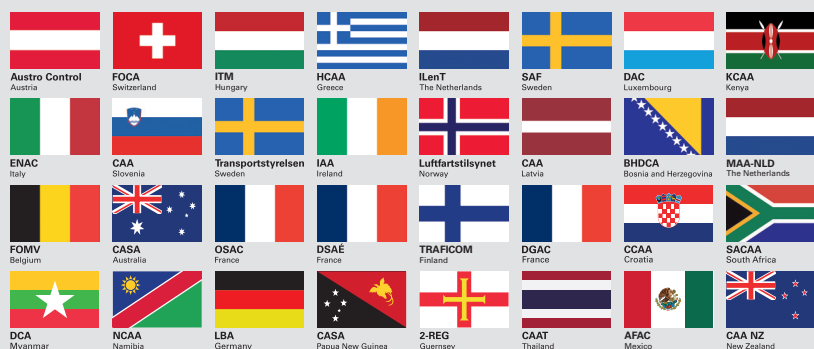 Austro Control
Austria
FOCA
Switzerland
ITM
Hungary
HCAA
Greece
ILenT
The Netherlands
SAF
Sweden
DAC
Luxembourg
KCAA
Kenya
ENAC
Italy
CAA
Slovenia
Transportstyrelsen
Sweden
IAA
Ireland
Luftfartstilsynet
Norway
CAA
Latvia
BHDCA
Bosnia and Herzegovina
MAA-NLD
The Netherlands
FOMV
Belgium
CASA
Australia
OSAC
France
DSAÉ
France
TRAFICOM
Finland
DGAC
France
CCAA
Croatia
SACAA
South Africa
DCA
Myanmar
NCAA
Namibia
LBA
Germany
CASA
Papua New Guinea
2-REG
Guernsey
CAAT
Thailand
AFAC
Mexico
CAA NZ
New Zealand